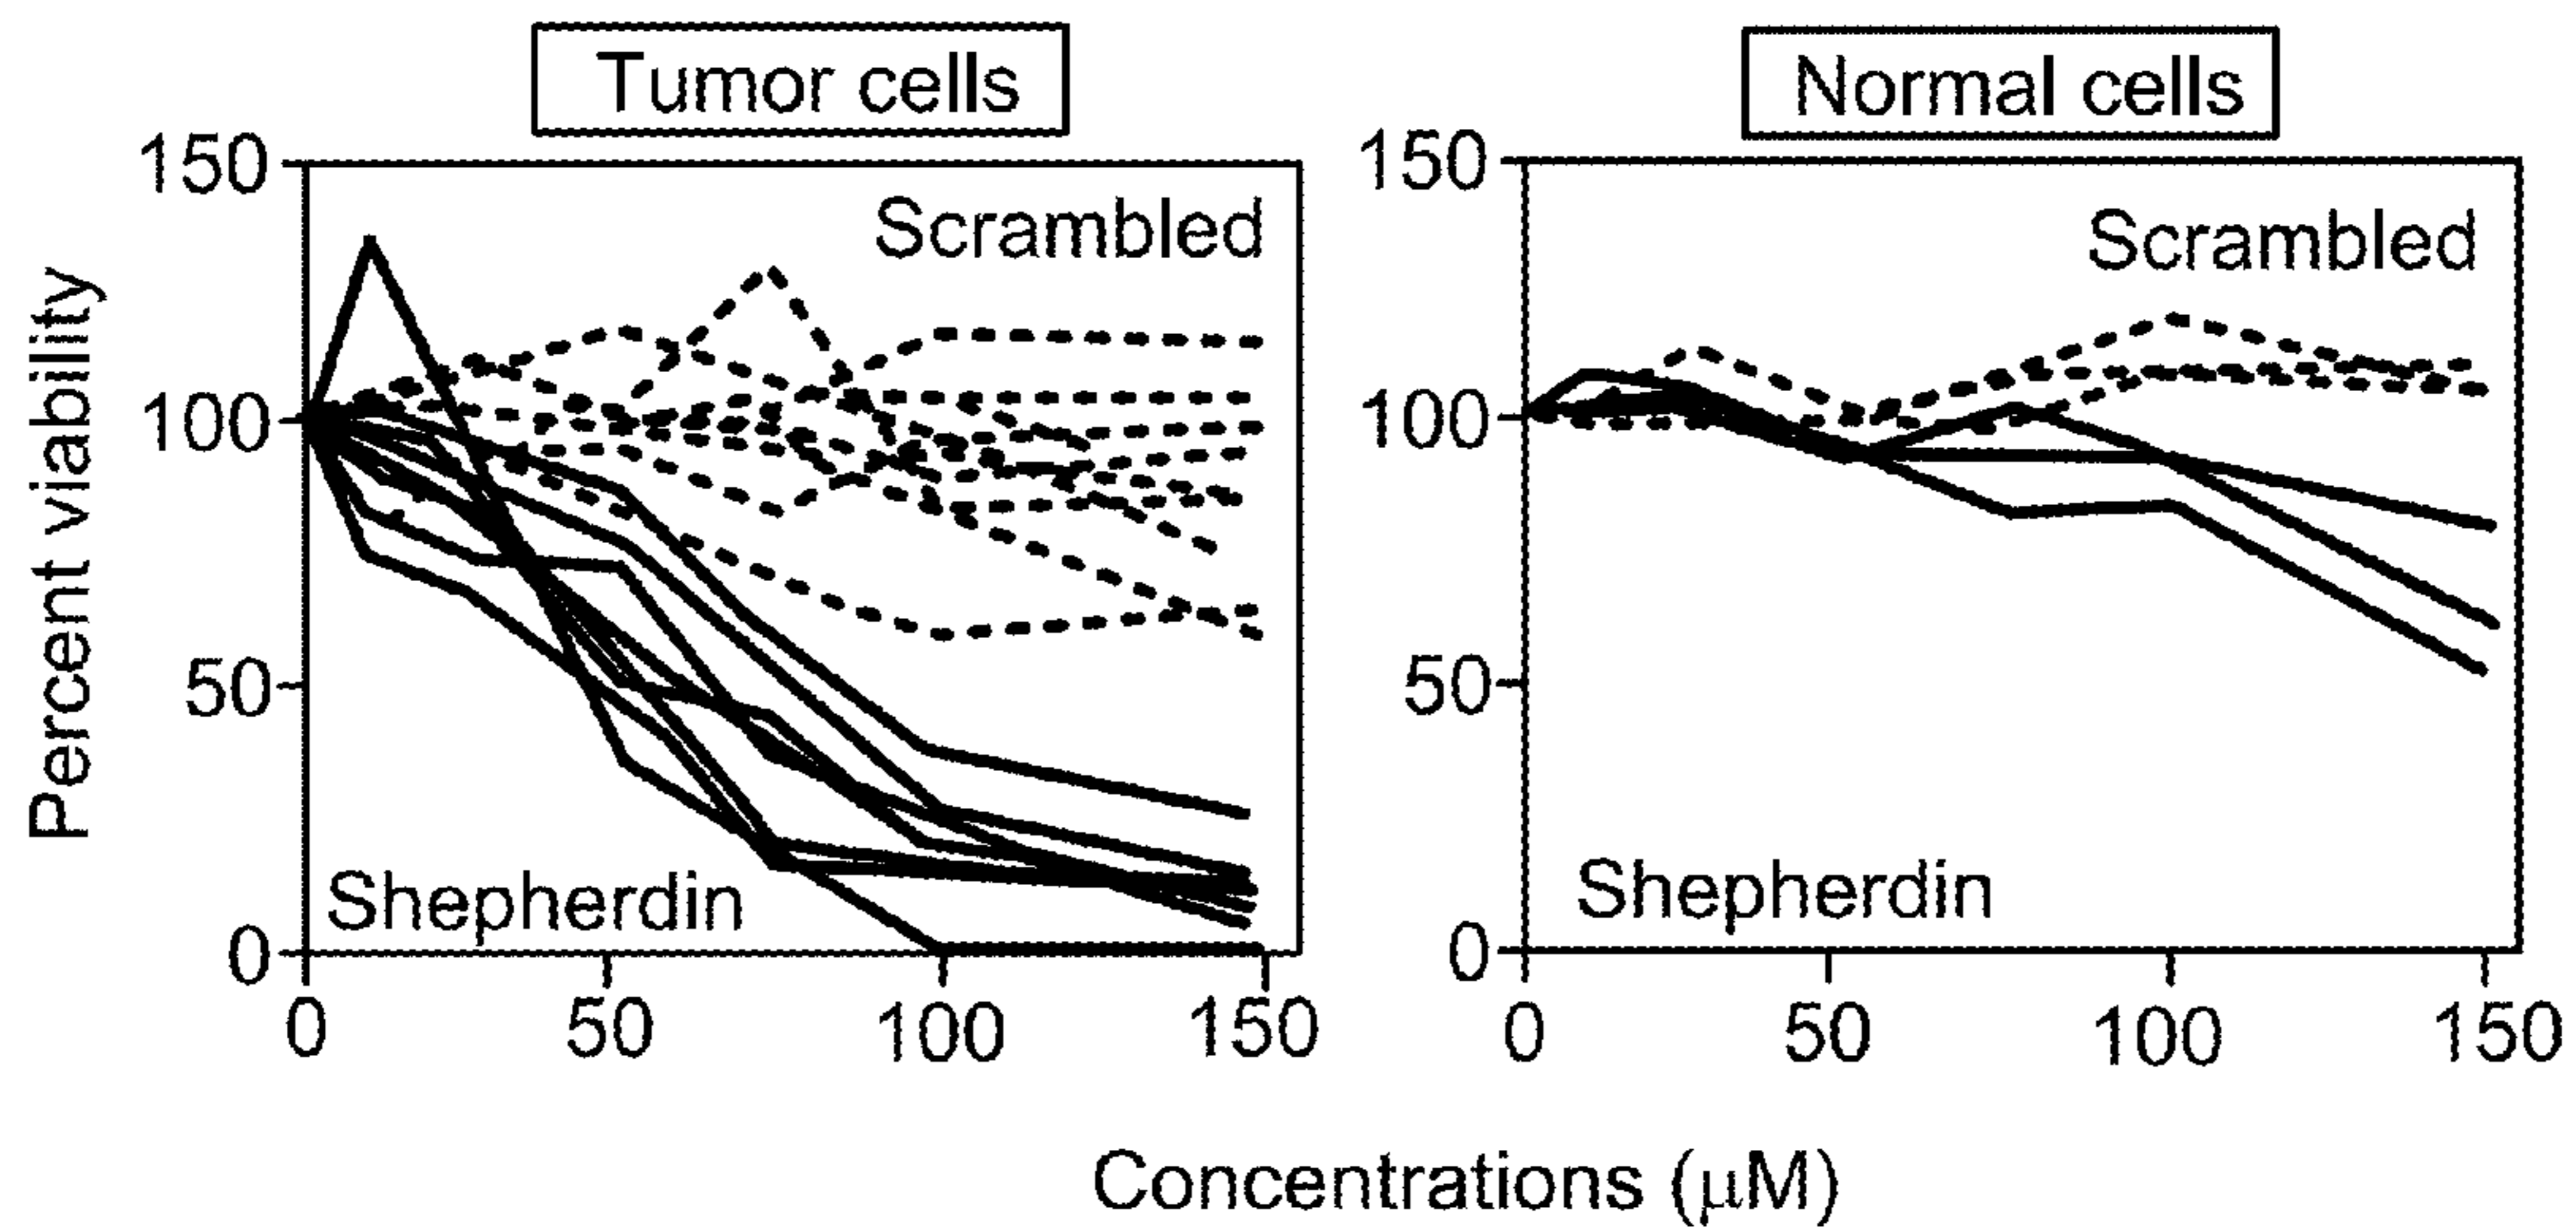 Tumor cells
Normal cells
Percent viability
150
100
50
0
Scrambled
Shepherdin
0 50 100 150
150
100
50
0
Scrambled
Shepherdin
0 50 100 150
Concentrations (μM)